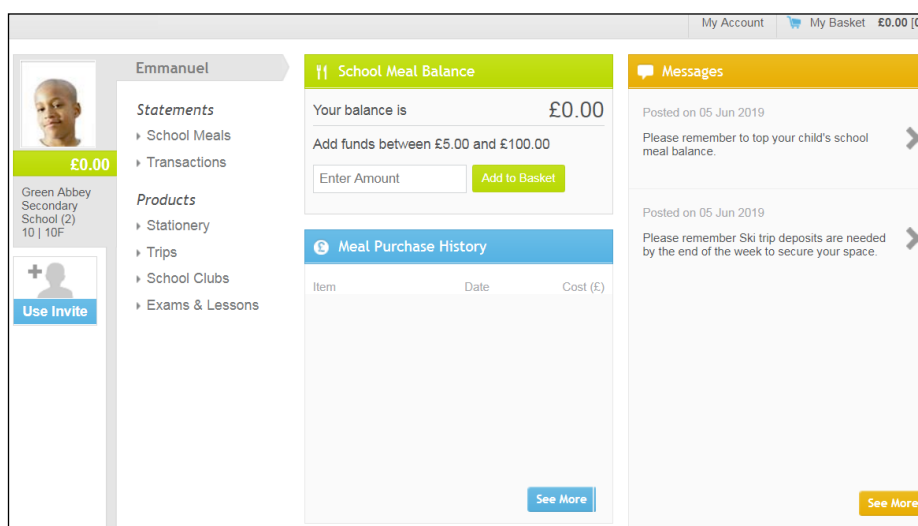 My Account
My Basket £0.00 [0
£0.00
Green Abbey
Secondary
School (2)
10 | 10F
Use Invite
Emmanuel
Statements
School Meals
Transactions
Products
Stationery
Trips
School Clubs
Exams & Lessons
School Meal Balance
Your balance is £0.00
Add funds between £5.00 and £100.00
Enter Amount Add to Basket
Meal Purchase History
Item Date Cost (£)
See More
Messages
Posted on 05 Jun 2019
Please remember to top your child's school
meal balance.
Posted on 05 Jun 2019
Please remember Ski trip deposits are needed
by the end of the week to secure your space.
See More